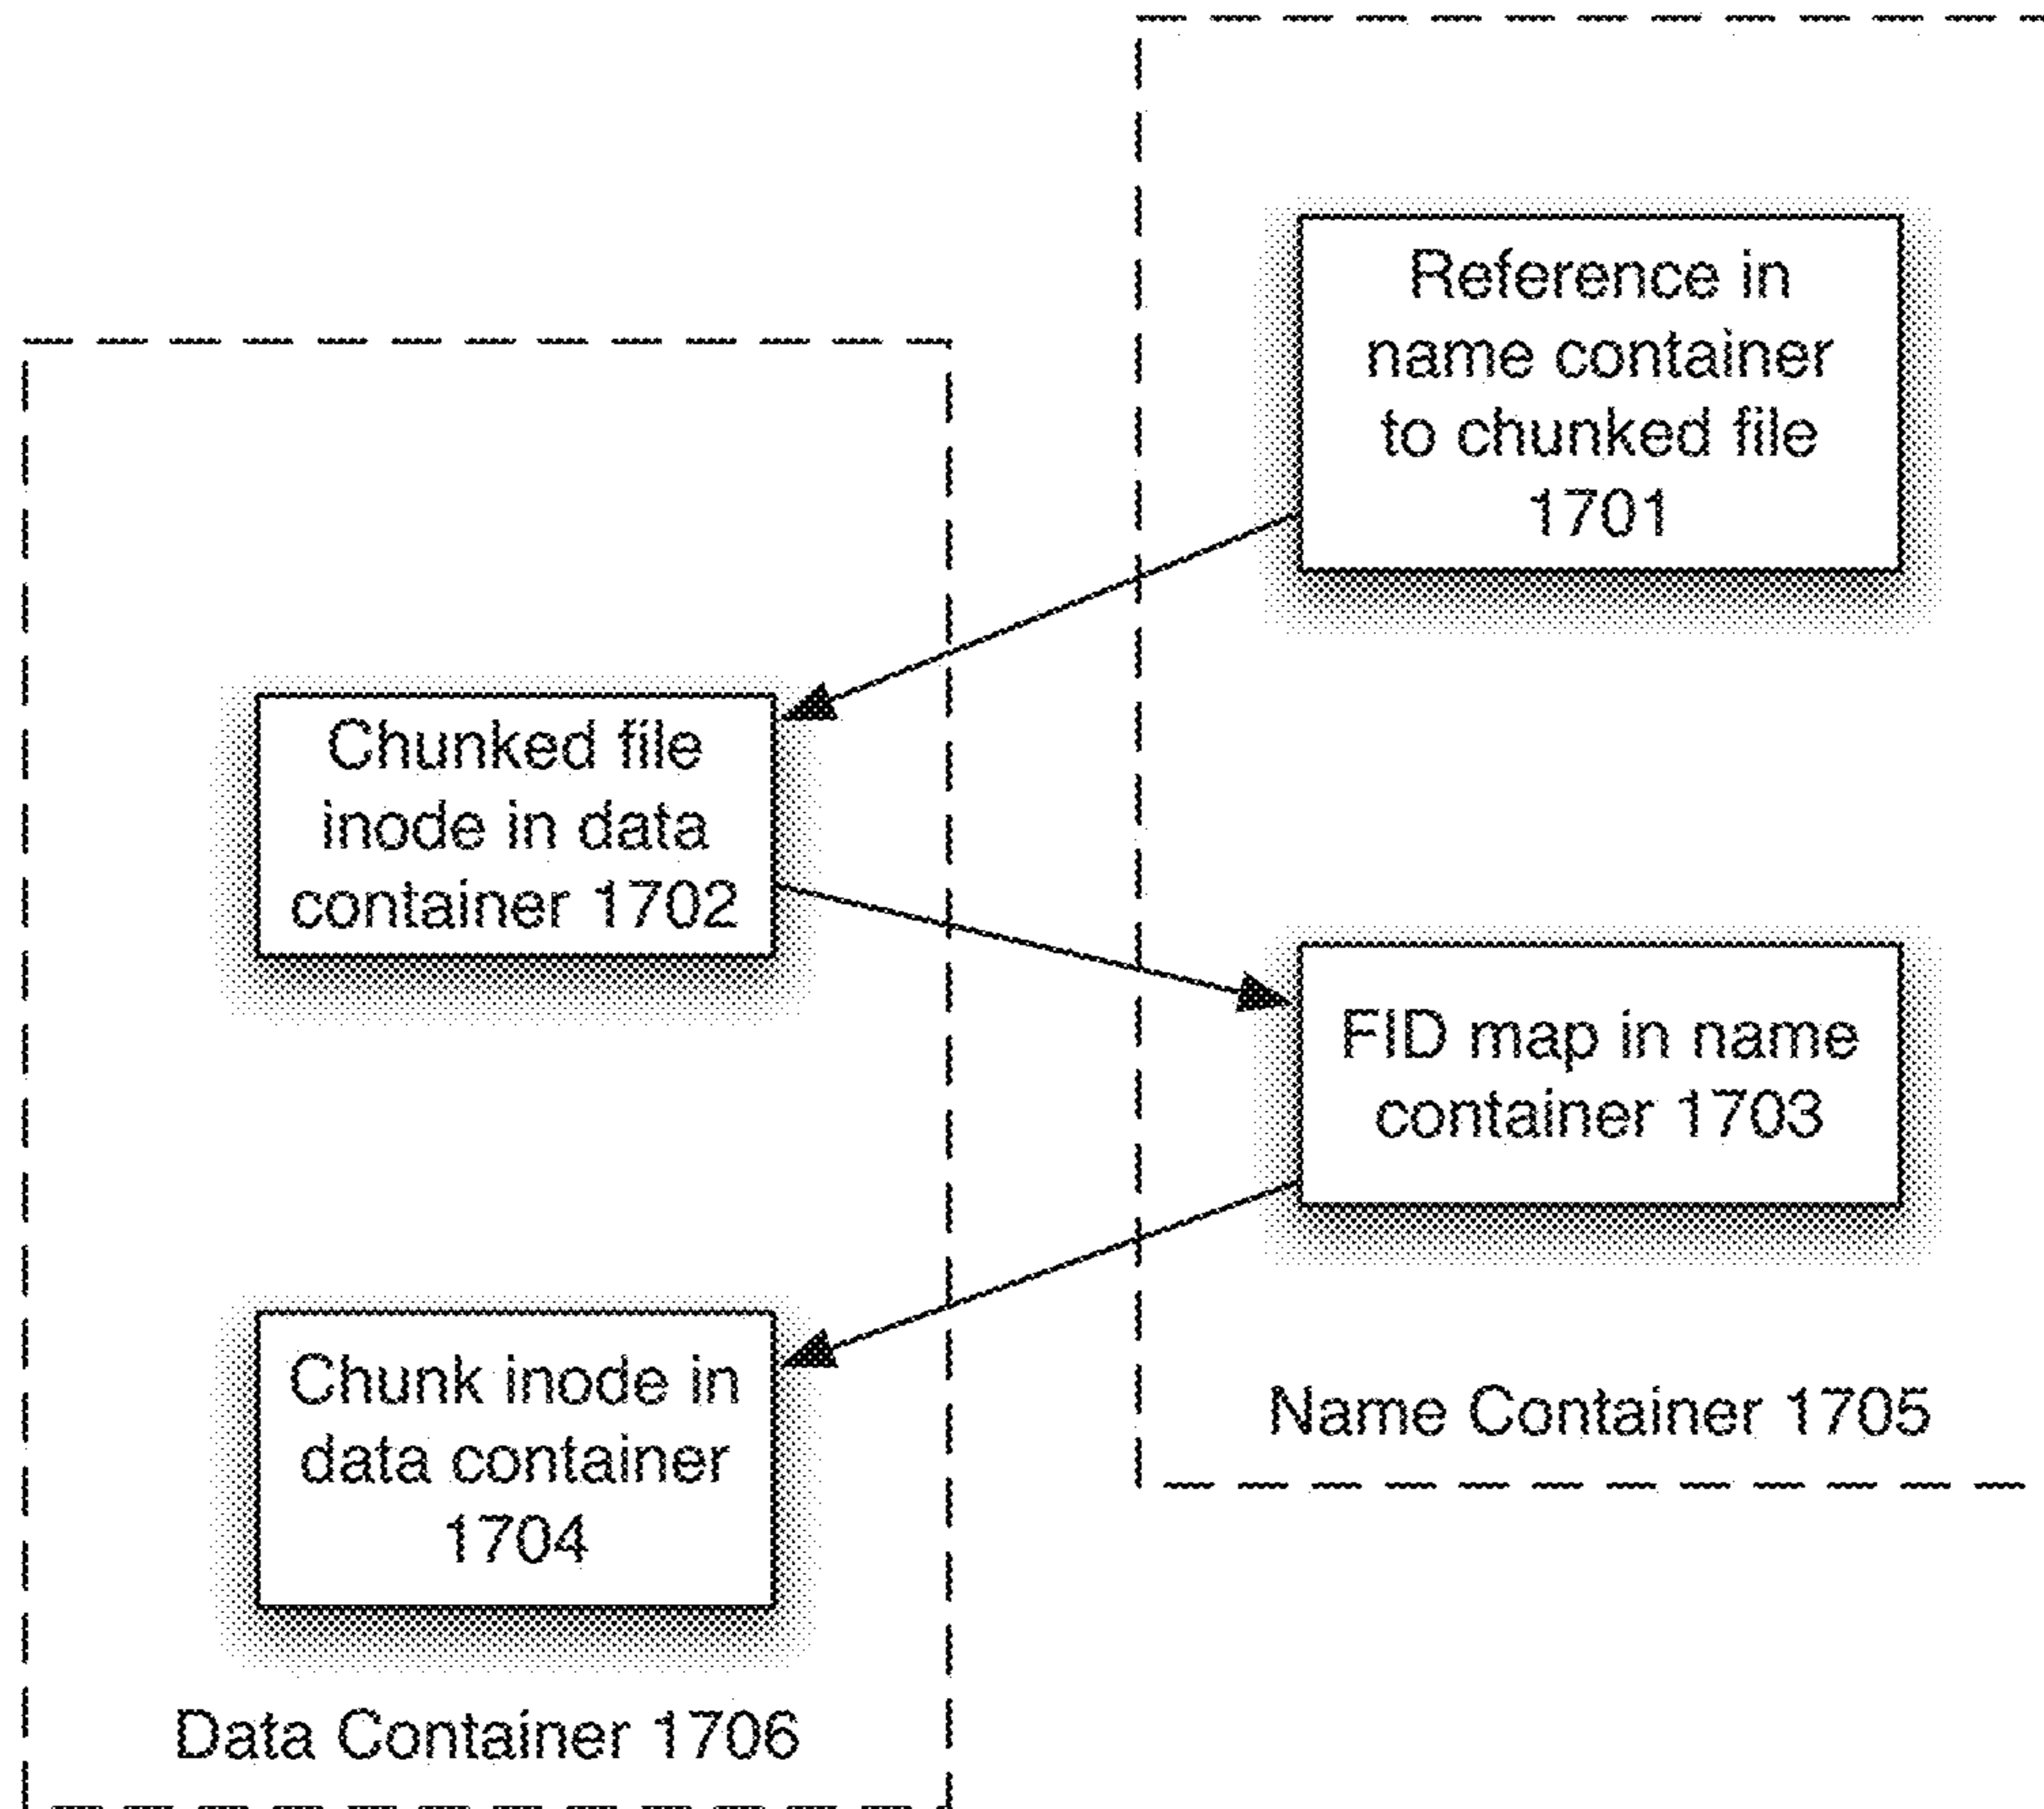 Reference in
name container
to chunked file
1701
Chunked file
inode in data
container 1702
FID map in name
container 1703
Chunk inode in
data container
1704
Name Container 1705
Data Container 1706